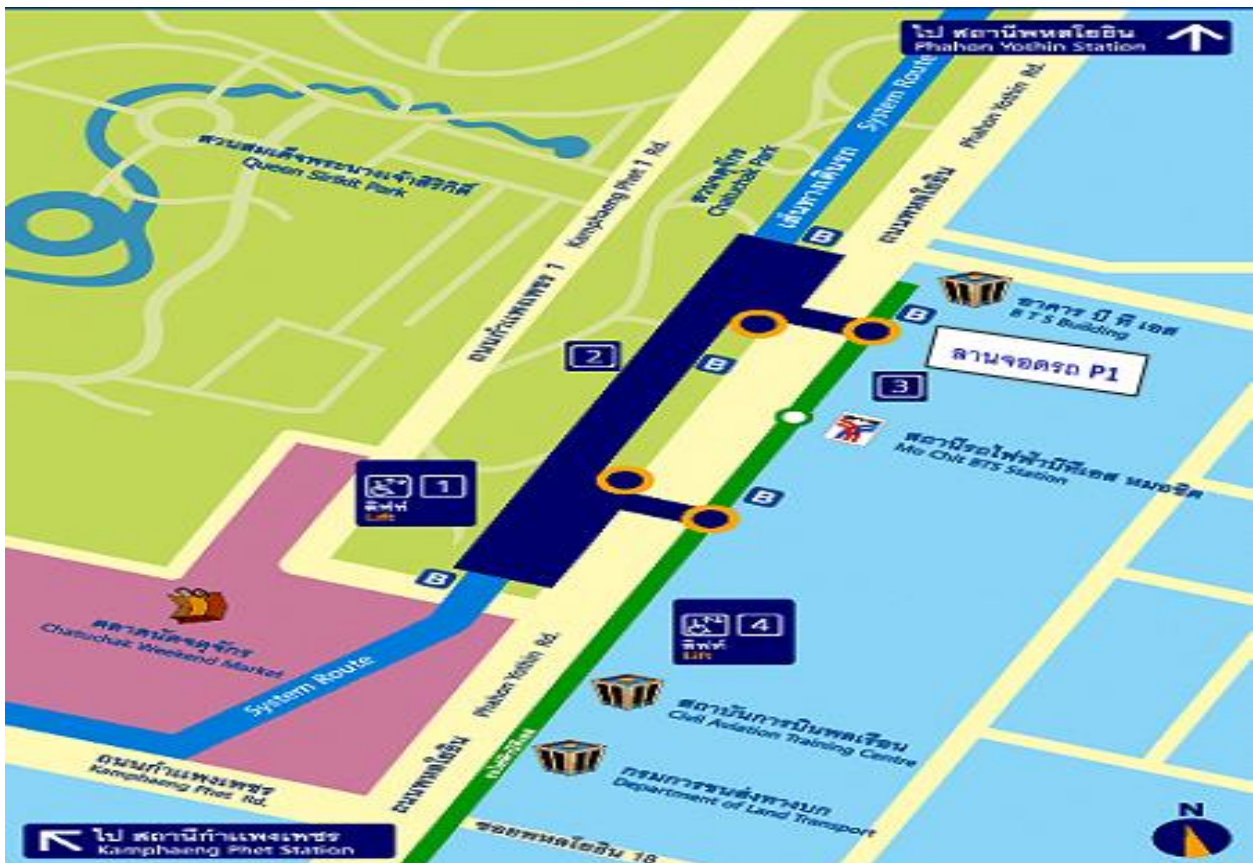 ไป สถานีพหลโยธิน
Phahon Yothin Station
System Route
เส้นทางเดินรถ
Phahon Yothin Rd.
ถนนพหลโยธิน
สวนสมเด็จพระนางเจ้าสิริกิติ์
Queen Sirikit Park
Kamphaeng Phet 1 Rd.
ถนนกำแพงเพชร 1
สวนจตุจักร
Chatuchak Park
B
อาคาร บี ที เอส
B T S Building
B
ลานจอดรถ P1
2
B
3
สถานีรถไฟฟ้าบีทีเอส หมอชิต
Mo Chit BTS Station
1
ลิฟท์
Lift
B
B
ตลาดนัดจตุจักร
Chatuchak Weekend Market
4
ลิฟท์
Lift
System Route
Phahon Yothin Rd.
ถนนพหลโยธิน
สถาบันการบินพลเรือน
Civil Aviation Training Centre
กรมการขนส่งทางบก
Department of Land Transport
ถนนกำแพงเพชร
Kamphaeng Phet Rd.
ซอยพหลโยธิน 18
ไป สถานีกำแพงเพชร
Kamphaeng Phet Station
N